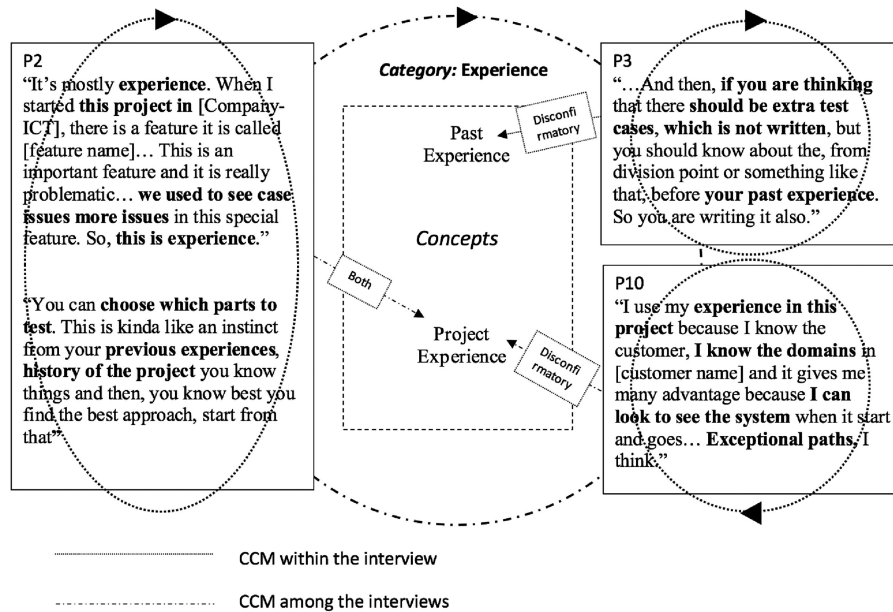 P2
“It’s mostly experience. When I
started this project in [Company-
ICT], there is a feature it is called
[feature name]… This is an
important feature and it is really
problematic… we used to see case
issues more issues in this special
feature. So, this is experience.”
“You can choose which parts to
test. This is kinda like an instinct
from your previous experiences,
history of the project you know
things and then, you know best you
find the best approach, start from
that”
Category: Experience
Past
Experience
Concepts
Project
Experience
Both
Disconfi
rmatory
Disconfi
rmatory
P3
“…And then, if you are thinking
that there should be extra test
cases, which is not written, but
you should know about the, from
division point or something like
that, before your past experience.
So you are writing it also.”
P10
“I use my experience in this
project because I know the
customer, I know the domains in
[customer name] and it gives me
many advantage because I can
look to see the system when it start
and goes… Exceptional paths, I
think.”
CCM within the interview
CCM among the interviews